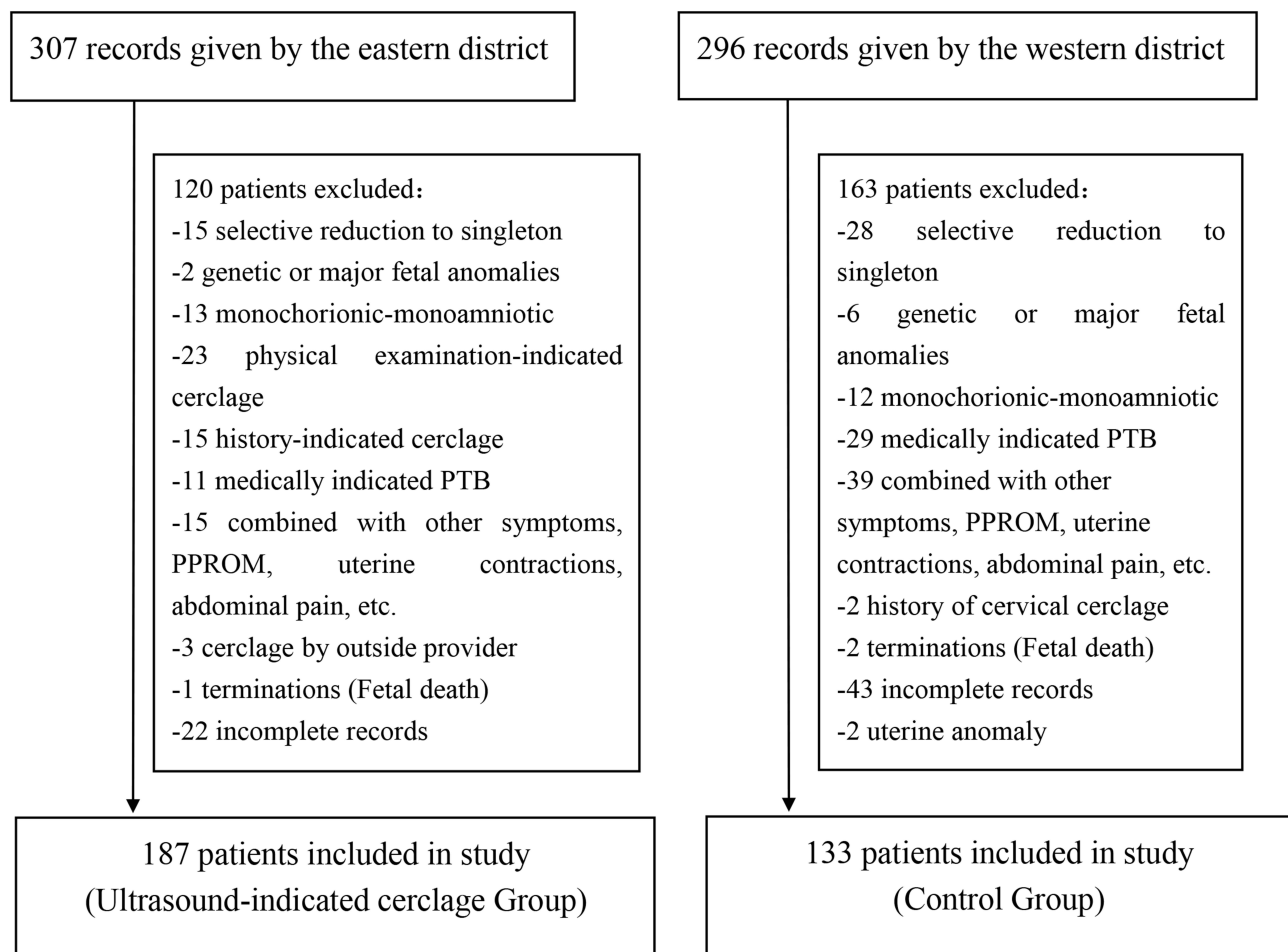 307 records given by the eastern district
120 patients excluded：
-15 selective reduction to singleton
-2 genetic or major fetal anomalies
-13 monochorionic-monoamniotic
-23 physical examination-indicated
cerclage
-15 history-indicated cerclage
-11 medically indicated PTB
-15 combined with other symptoms,
PPROM, uterine contractions,
abdominal pain, etc.
-3 cerclage by outside provider
-1 terminations (Fetal death)
-22 incomplete records
187 patients included in study
(Ultrasound-indicated cerclage Group)
296 records given by the western district
163 patients excluded：
-28 selective reduction to
singleton
-6 genetic or major fetal
anomalies
-12 monochorionic-monoamniotic
-29 medically indicated PTB
-39 combined with other
symptoms, PPROM, uterine
contractions, abdominal pain, etc.
-2 history of cervical cerclage
-2 terminations (Fetal death)
-43 incomplete records
-2 uterine anomaly
133 patients included in study
(Control Group)